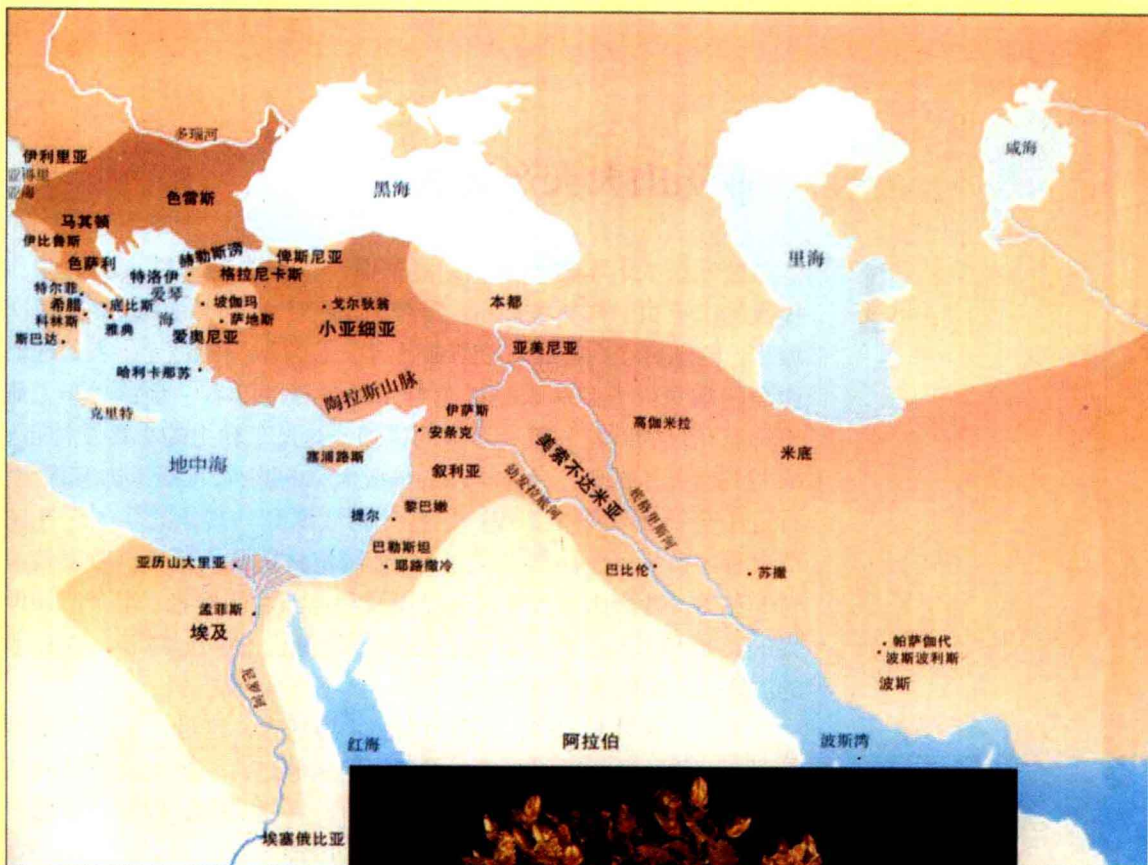 多瑙河
伊利里亚
咸海
黑海
色雷斯
马其顿
伊比鲁斯
赫勒斯滂
俾斯尼亚
色萨利
里海
特洛伊
格拉尼卡斯
特尔菲
爱琴
海
希腊
底比斯
坡伽玛
戈尔狄翁
本都
科林斯
雅典
萨地斯
小亚细亚
斯巴达
爱奥尼亚
亚美尼亚
哈利卡那苏
陶拉斯山脉
克里特
伊萨斯
高伽米拉
安条克
米底
塞浦路斯
地中海
叙利亚
美索不达米亚
幼发拉底河
底格里斯河
黎巴嫩
提尔
巴勒斯坦
亚历山大里亚
耶路撒冷
巴比伦
苏撒
孟菲斯
埃及
帕萨伽代
波斯波利斯
波斯
尼罗河
红海
阿拉伯
波斯湾
埃塞俄比亚